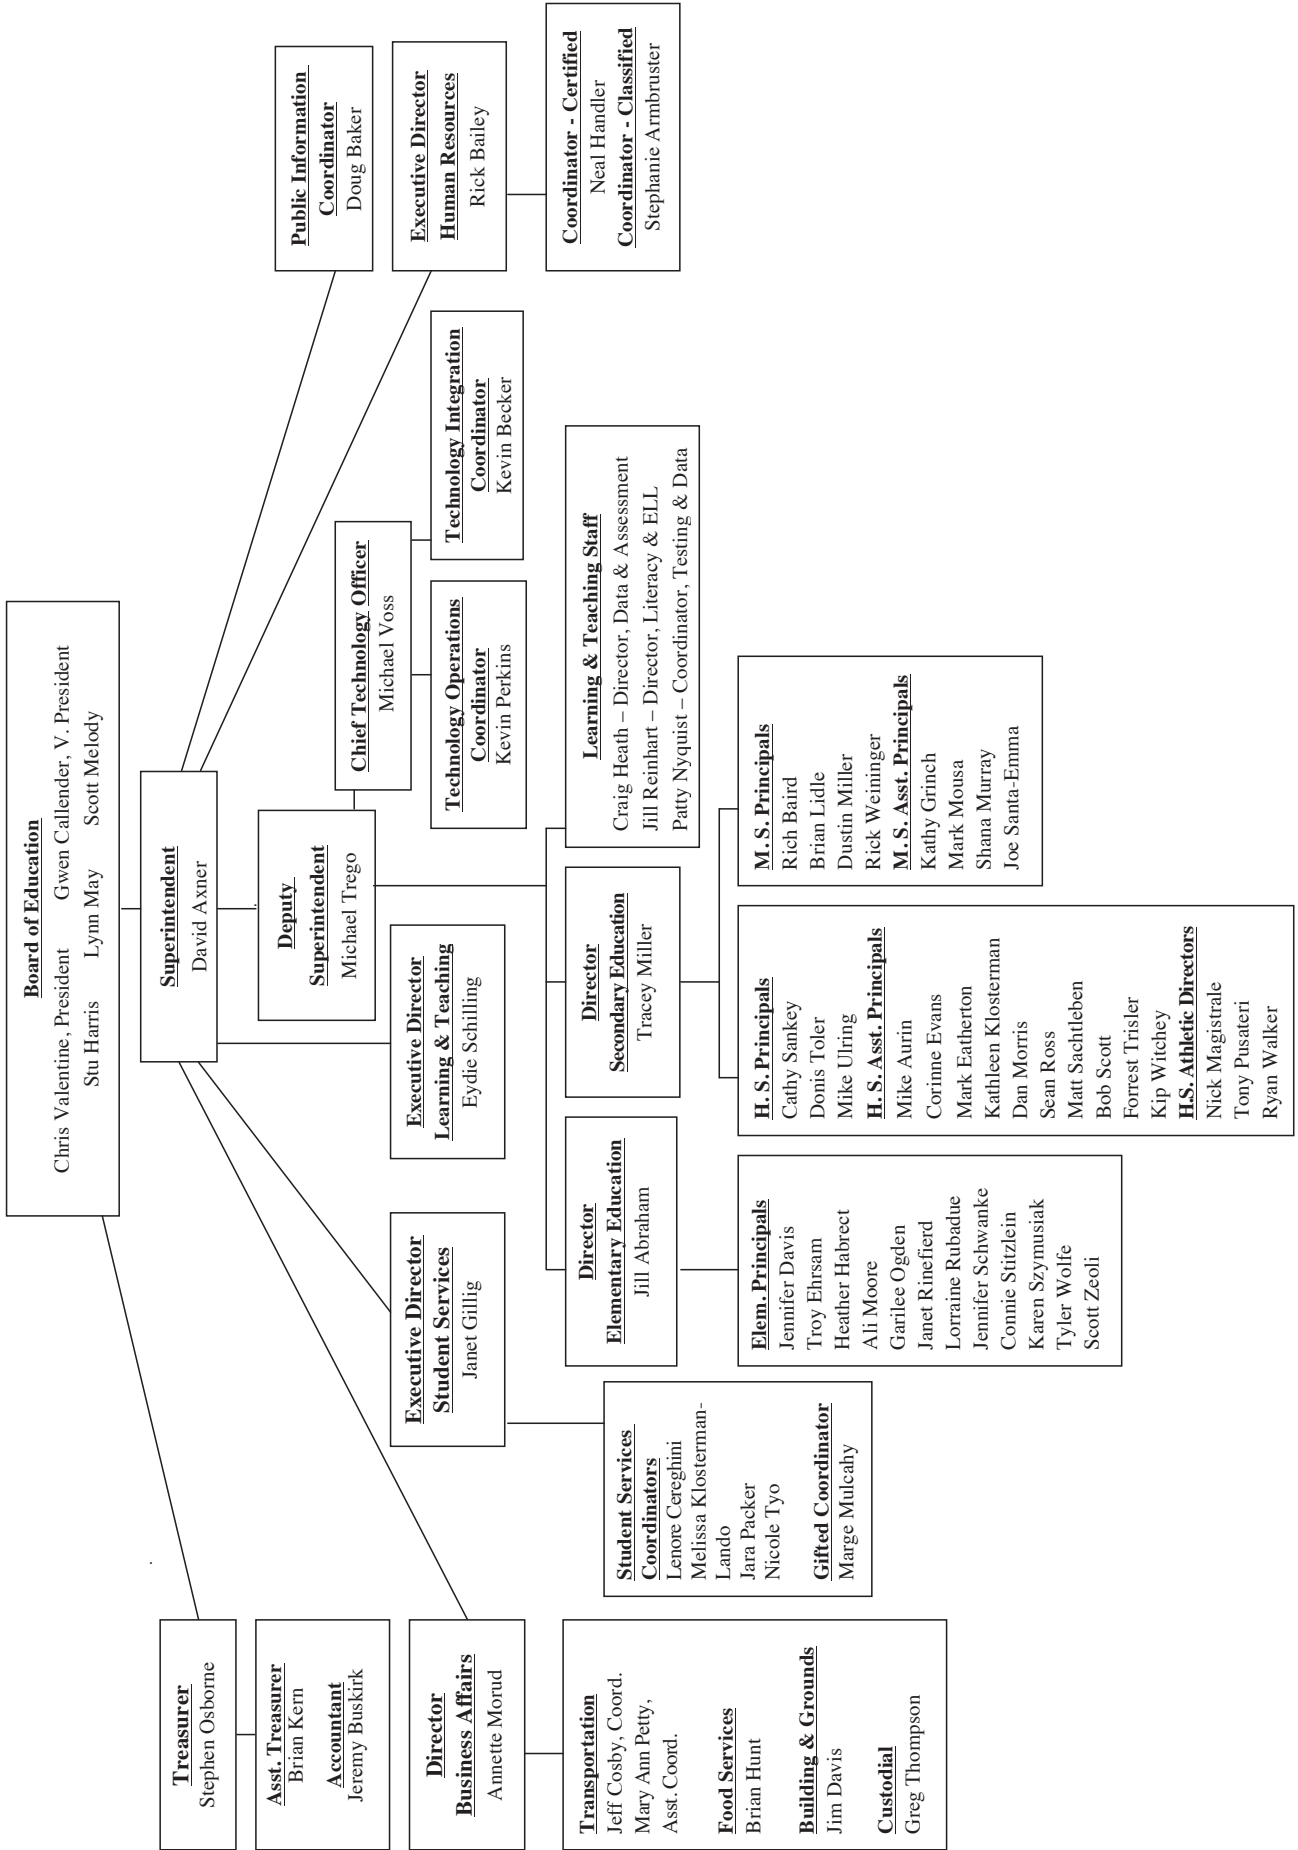 Board of Education
Chris Valentine, President Gwen Callender, V. President
Stu Harris Lynn May Scott Melody
Treasurer
Stephen Osborne
Asst. Treasurer
Brian Kern
Accountant
Jeremy Buskirk
Superintendent
David Axner
Public Information
Coordinator
Doug Baker
Deputy
Superintendent
Michael Trego
Chief Technology Officer
Michael Voss
Director
Business Affairs
Annette Morud
Executive Director
Student Services
Janet Gillig
Executive Director
Learning & Teaching
Eydie Schilling
Technology Operations
Coordinator
Kevin Perkins
Technology Integration
Coordinator
Kevin Becker
Executive Director
Human Resources
Rick Bailey
Coordinator - Certified
Neal Handler
Coordinator - Classified
Stephanie Armbruster
Transportation
Jeff Cosby, Coord.
Mary Ann Petty,
Asst. Coord.
Food Services
Brian Hunt
Building & Grounds
Jim Davis
Custodial
Greg Thompson
Student Services
Coordinators
Lenore Cereghini
Melissa Klosterman-
Lando
Jara Packer
Nicole Tyo
Gifted Coordinator
Marge Mulcahy
Director
Elementary Education
Jill Abraham
Director
Secondary Education
Tracey Miller
Learning & Teaching Staff
Craig Heath – Director, Data & Assessment
Jill Reinhart – Director, Literacy & ELL
Patty Nyquist – Coordinator, Testing & Data
Elem. Principals
Jennifer Davis
Troy Ehrsam
Heather Habrect
Ali Moore
Garilee Ogden
Janet Rinefierd
Lorraine Rubadue
Jennifer Schwanke
Connie Stitzlein
Karen Szymusiak
Tyler Wolfe
Scott Zeoli
H. S. Principals
Cathy Sankey
Donis Toler
Mike Ulring
H. S. Asst. Principals
Mike Aurin
Corinne Evans
Mark Eatherton
Kathleen Klosterman
Dan Morris
Sean Ross
Matt Sachtleben
Bob Scott
Forrest Trisler
Kip Witchey
H.S. Athletic Directors
Nick Magistrale
Tony Pusateri
Ryan Walker
M. S. Principals
Rich Baird
Brian Lidle
Dustin Miller
Rick Weininger
M. S. Asst. Principals
Kathy Grinch
Mark Mousa
Shana Murray
Joe Santa-Emma